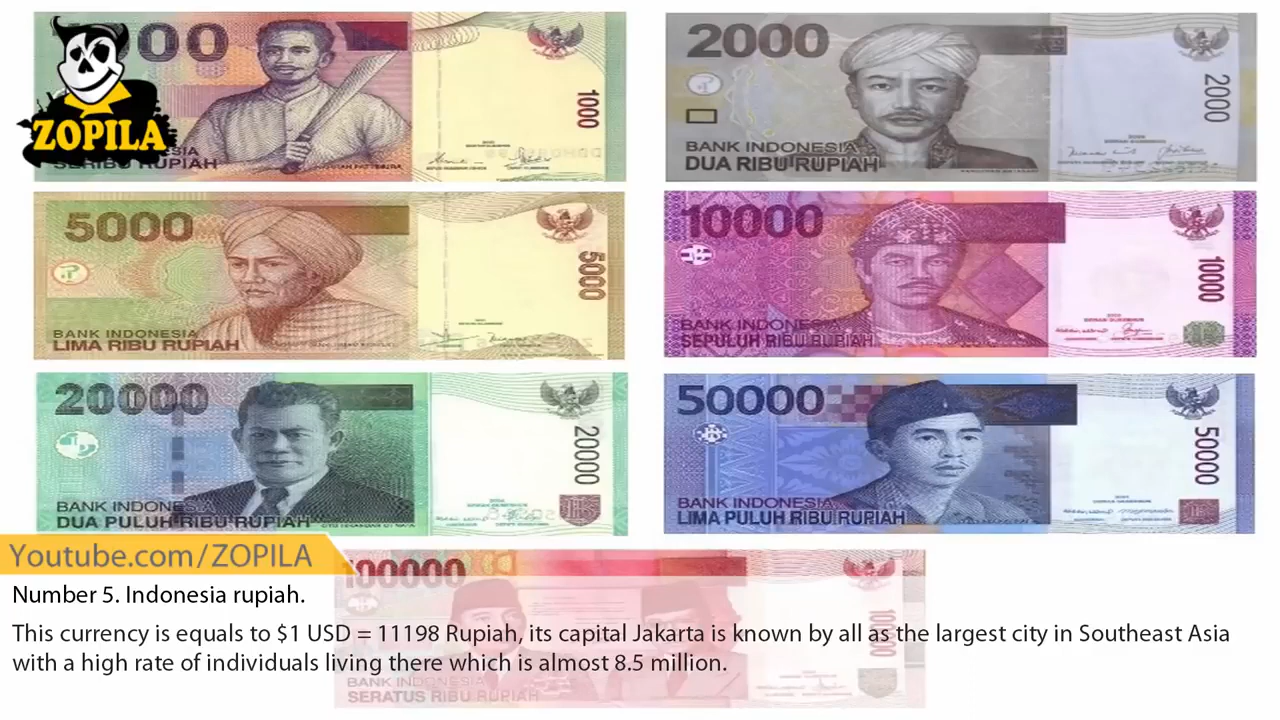 ZOPILA
SERIBU RUPIAH
1000
2000
BANK INDONESIA
DUA RIBU RUPIAH
2000
5000
BANK INDONESIA
LIMA RIBU RUPIAH
5000
10000
BANK INDONESIA
SEPULUH RIBU RUPIAH
10000
20000
BANK INDONESIA
DUA PULUH RIBU RUPIAH
20000
50000
BANK INDONESIA
LIMA PULUH RIBU RUPIAH
50000
Youtube.com/ZOPILA
100000
Number 5. Indonesia rupiah.
This currency is equals to $1 USD = 11198 Rupiah, its capital Jakarta is known by all as the largest city in Southeast Asia
with a high rate of individuals living there which is almost 8.5 million.
BANK INDONESIA
SERATUS RIBU RUPIAH